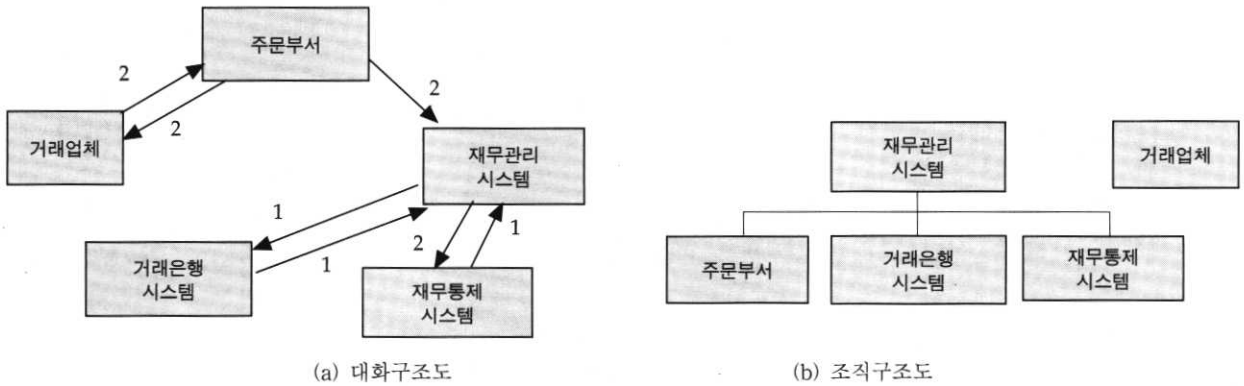 주문부서
2
2
2
거래업체
재무관리
시스템
1
1
2
1
거래은행
시스템
재무통제
시스템
(a) 대화구조도
재무관리
시스템
거래업체
주문부서
거래은행
시스템
재무통제
시스템
(b) 조직구조도